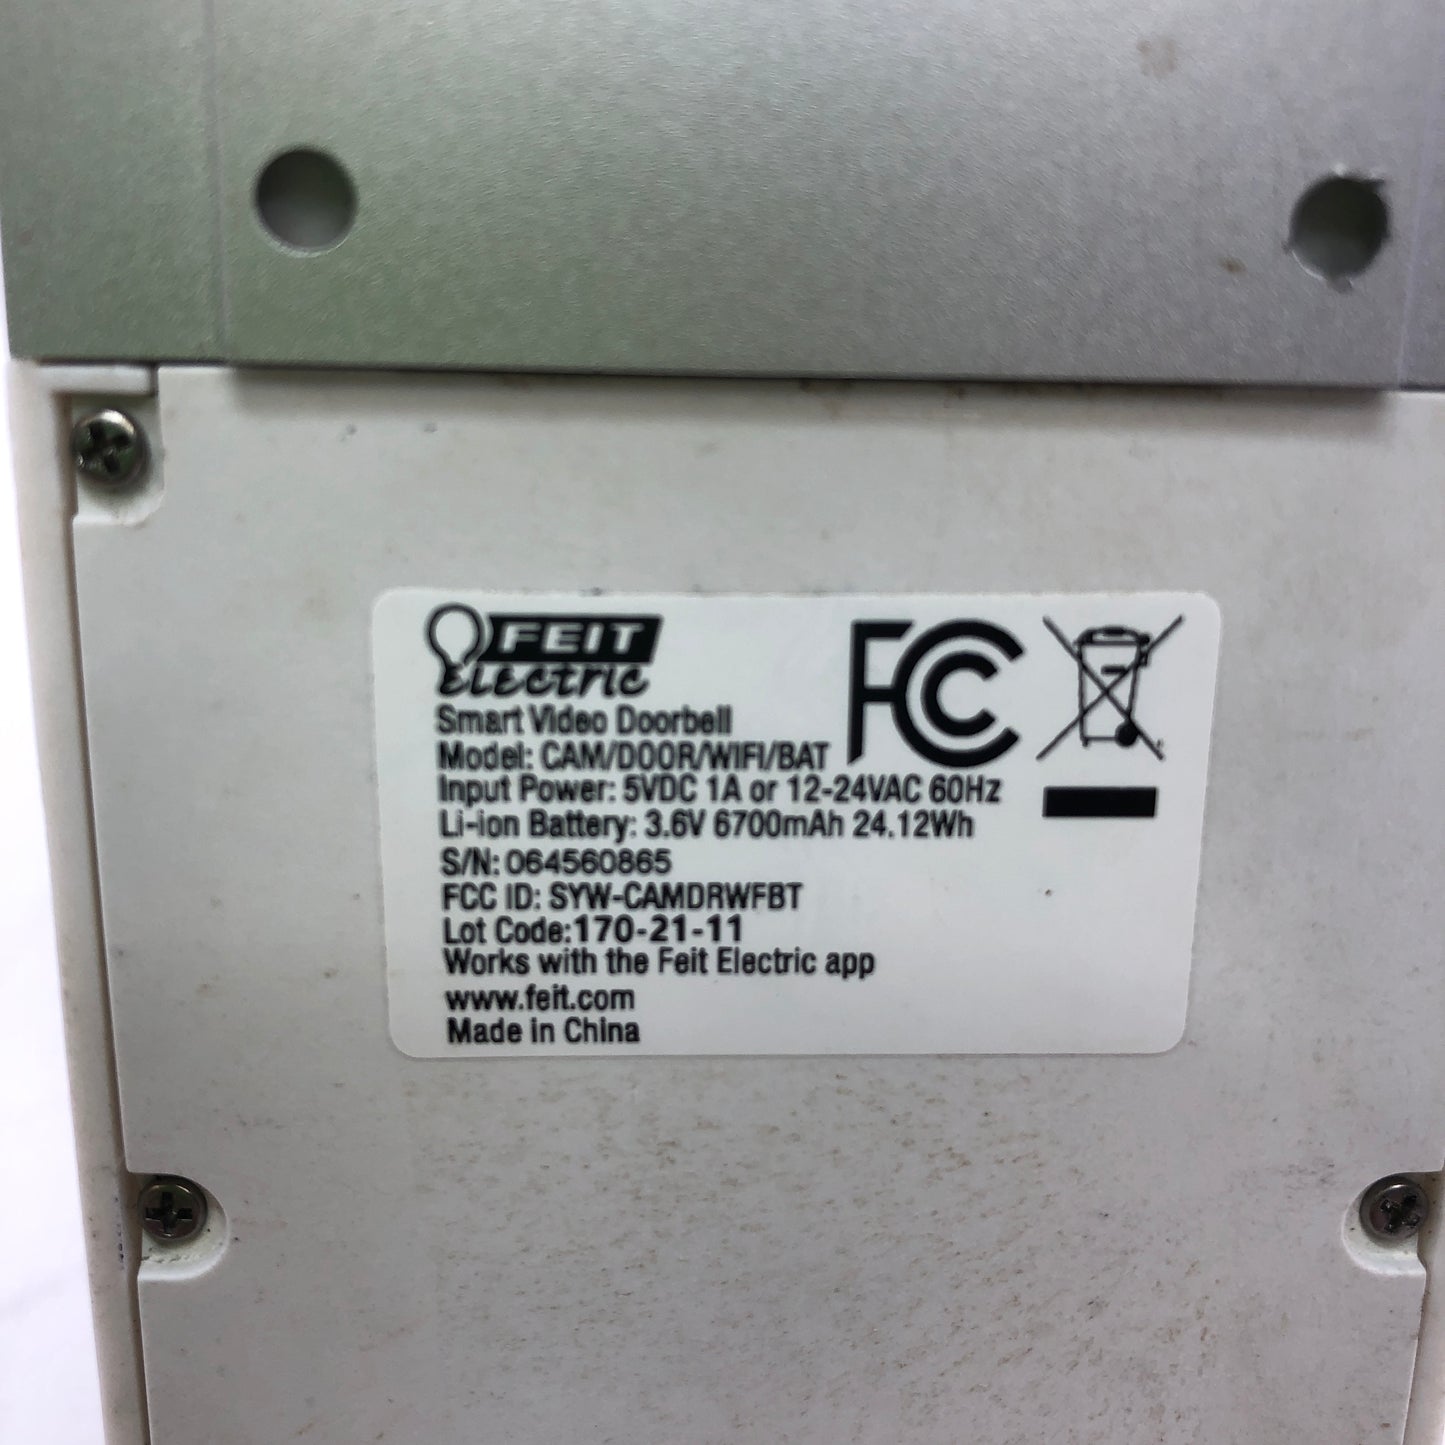 FEIT
Electric
FC
Smart Video Doorbell
Model: CAM/DOOR/WIFI/BAT
Input Power: 5VDC 1A or 12-24VAC 60Hz
Li-ion Battery: 3.6V 6700mAh 24.12Wh
S/N: 064560865
FCC ID: SYW-CAMDRWFBT
Lot Code:170-21-11
Works with the Feit Electric app
www.feit.com
Made in China